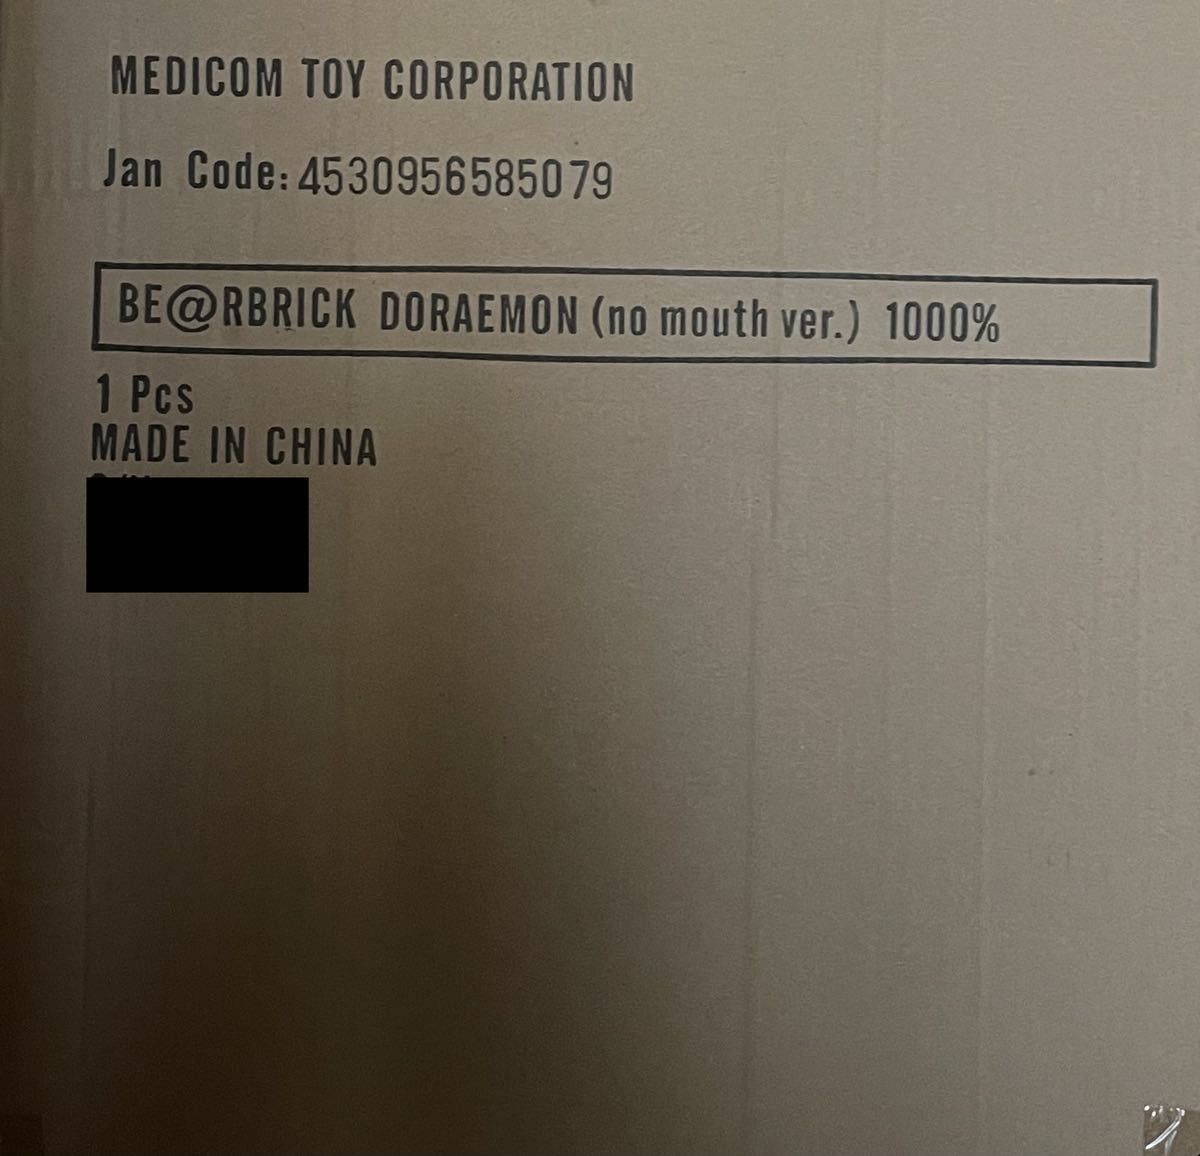 MEDICOM TOY CORPORATION
Jan Code: 4530956585079
BE@RBRICK DORAEMON (no mouth ver.) 1000%
1 Pcs
MADE IN CHINA